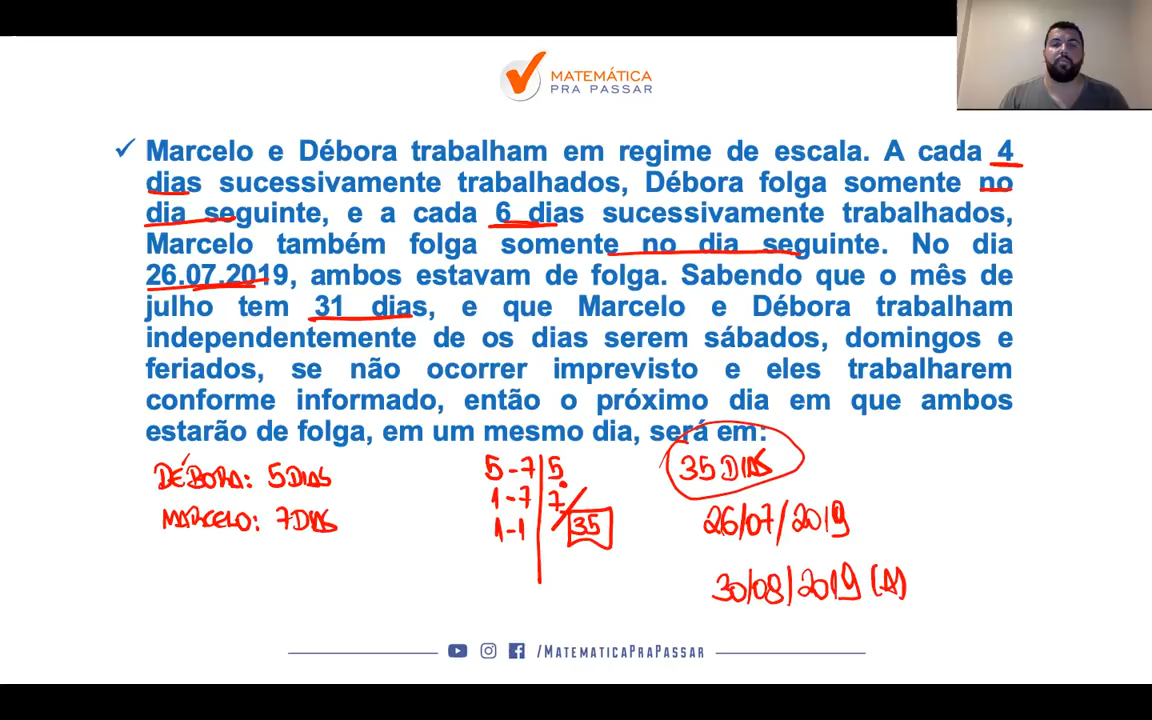 MATEMÁTICA
PRA PASSAR
✓ Marcelo e Débora trabalham em regime de escala. A cada 4
dias sucessivamente trabalhados, Débora folga somente no
dia seguinte, e a cada 6 dias sucessivamente trabalhados,
Marcelo também folga somente no dia seguinte. No dia
26.07.2019, ambos estavam de folga. Sabendo que o mês de
julho tem 31 dias, e que Marcelo e Débora trabalham
independentemente de os dias serem sábados, domingos e
feriados, se não ocorrer imprevisto e eles trabalharem
conforme informado, então o próximo dia em que ambos
estarão de folga, em um mesmo dia, será em:
DÉBORA: 5 DIAS
MARCELO: 7 DIAS
5-7 | 5
1-7 | 7
1-1 | 35
35 DIAS
26/07/2019
30/08/2019 (A)
/MATEMATICAPRAPASSAR